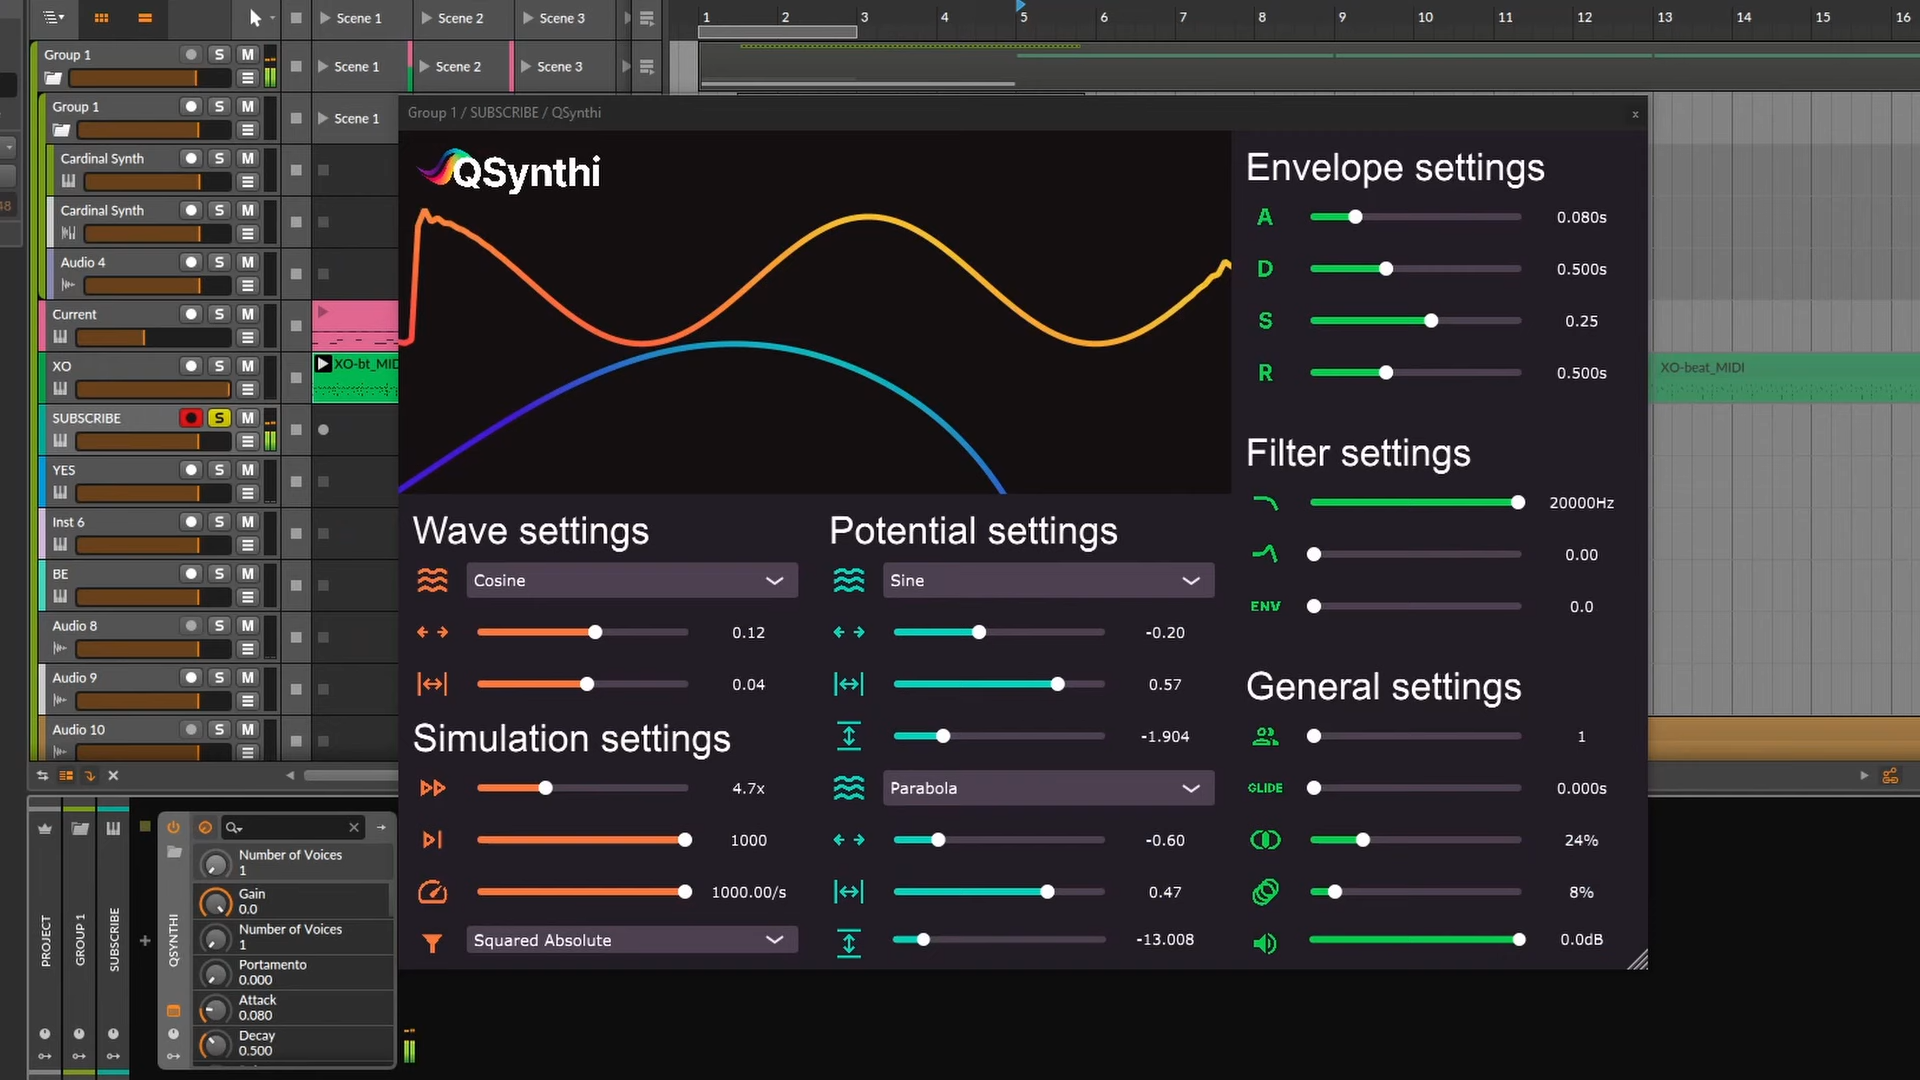 Scene 1
Scene 2
Scene 3
1 2 3 4 5 6 7 8 9 10 11 12 13 14 15 16
Group 1
S M
Scene 1
Scene 2
Scene 3
Group 1
S M
Scene 1
Cardinal Synth
S M
Cardinal Synth
S M
48
Audio 4
S M
Current
S M
XO
S M
XO-bt_MID
XO-beat_MIDI
SUBSCRIBE
S M
YES
S M
Inst 6
S M
BE
S M
Audio 8
S M
Audio 9
S M
Audio 10
S M
Group 1 / SUBSCRIBE / QSynthi
x
QSynthi
Envelope settings
A 0.080s
D 0.500s
S 0.25
R 0.500s
Filter settings
20000Hz
0.00
ENV 0.0
General settings
1
GLIDE 0.000s
24%
8%
0.0dB
Wave settings
Cosine
0.12
0.04
Simulation settings
4.7x
1000
1000.00/s
Squared Absolute
Potential settings
Sine
-0.20
0.57
-1.904
Parabola
-0.60
0.47
-13.008
PROJECT
GROUP 1
SUBSCRIBE
QSYNTHI
Number of Voices
1
Gain
0.0
Number of Voices
1
Portamento
0.000
Attack
0.080
Decay
0.500